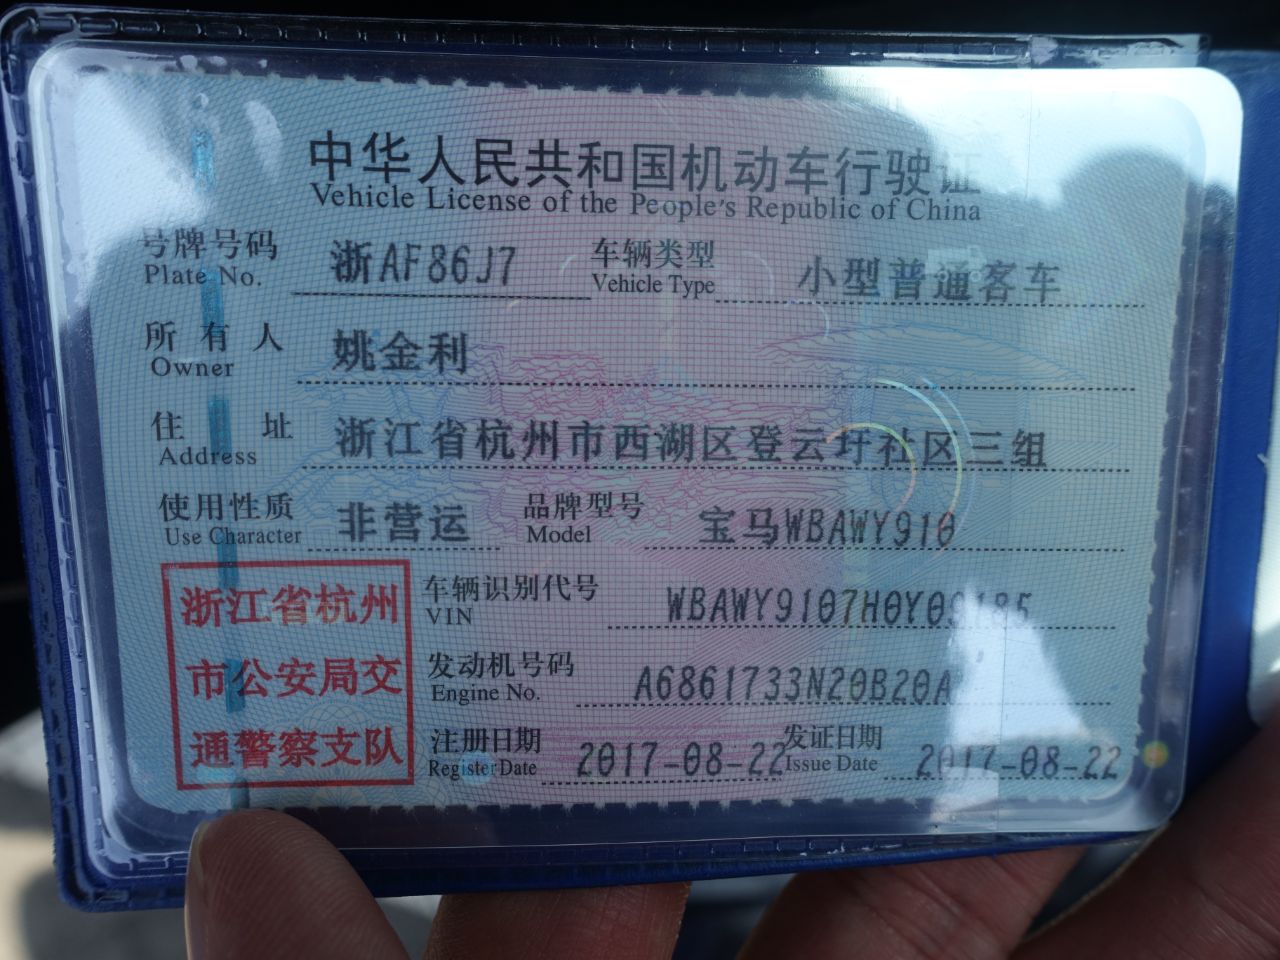 中华人民共和国机动车行驶证
Vehicle License of the People's Republic of China
号牌号码 浙AF86J7 车辆类型 小型普通客车
Plate No. Vehicle Type
所有人 姚金利
Owner
住址 浙江省杭州市西湖区登云圩社区三组
Address
使用性质 非营运 品牌型号 宝马WBAWY910
Use Character Model
浙江省杭州
市公安局交
通警察支队
车辆识别代号
VIN
发动机号码 A6861733N20B20A
Engine No.
注册日期 2017-08-22 发证日期 2017-08-22
Register Date Issue Date